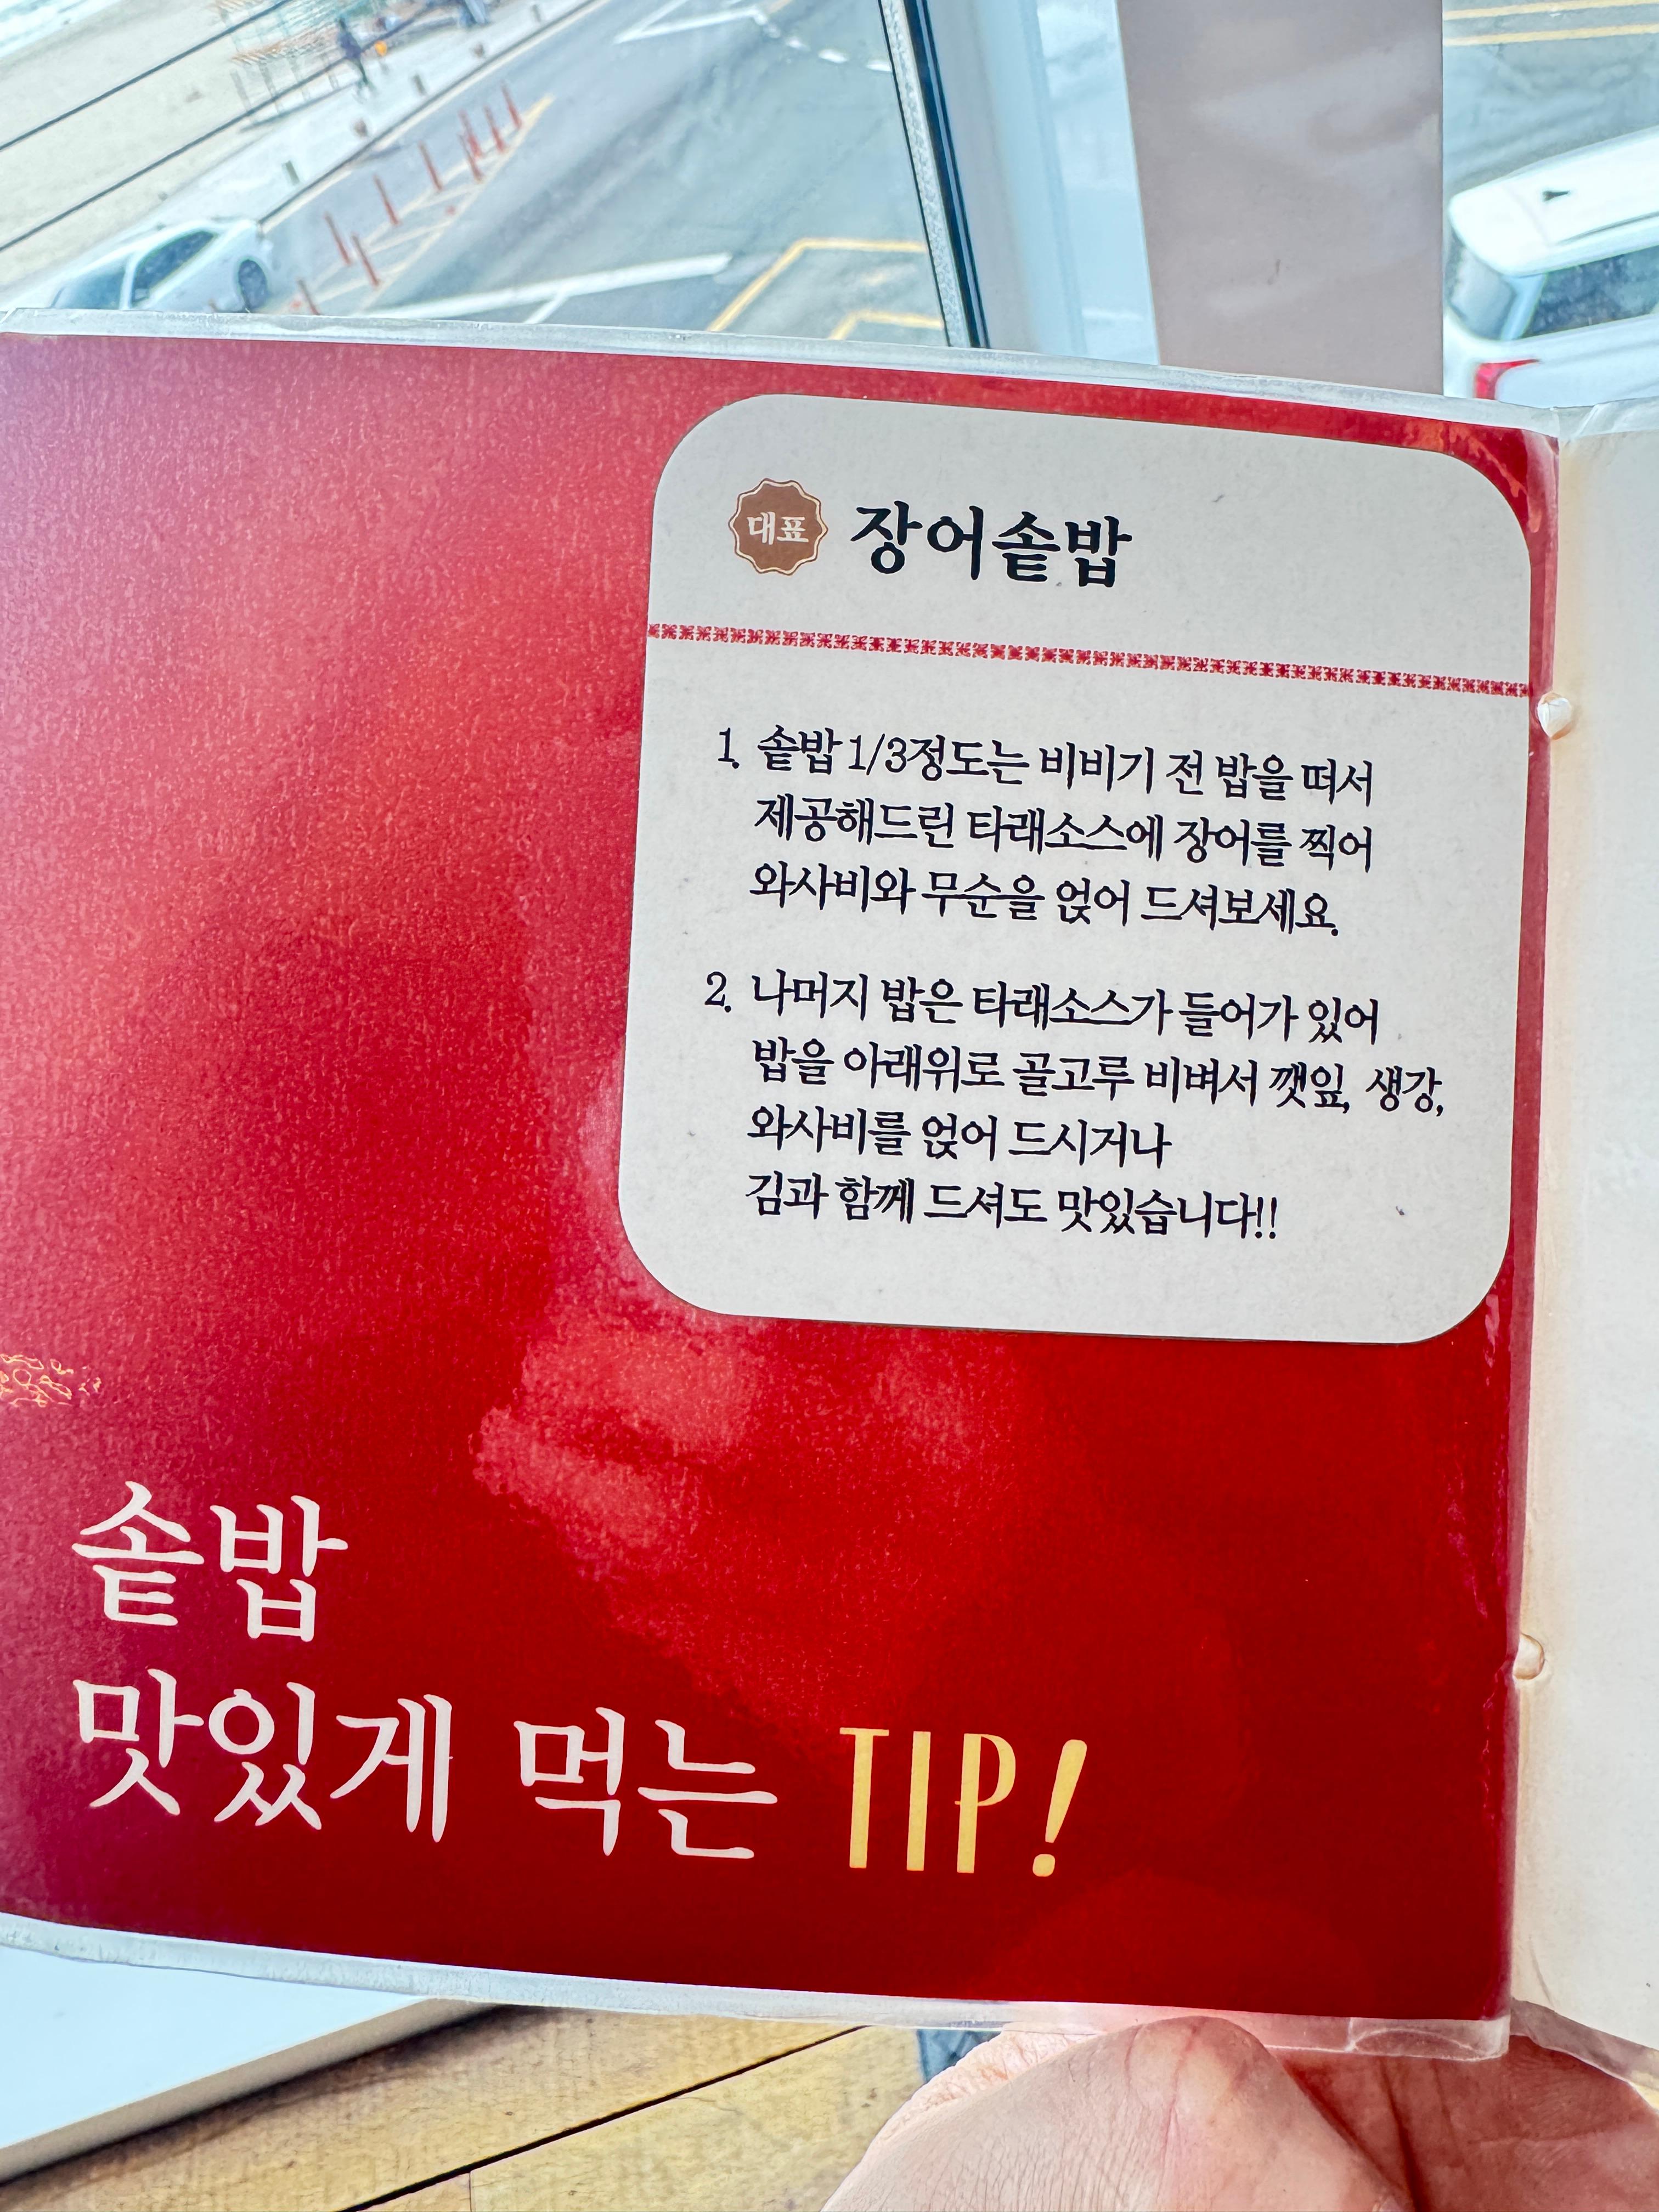 대표 장어솥밥
1. 솥밥 1/3정도는 비비기 전 밥을 떠서
제공해드린 타래소스에 장어를 찍어
와사비와 무순을 얹어 드셔보세요.
2. 나머지 밥은 타래소스가 들어가 있어
밥을 아래위로 골고루 비벼서 깻잎, 생강,
와사비를 얹어 드시거나
김과 함께 드셔도 맛있습니다!!
솥밥
맛있게 먹는 TIP!